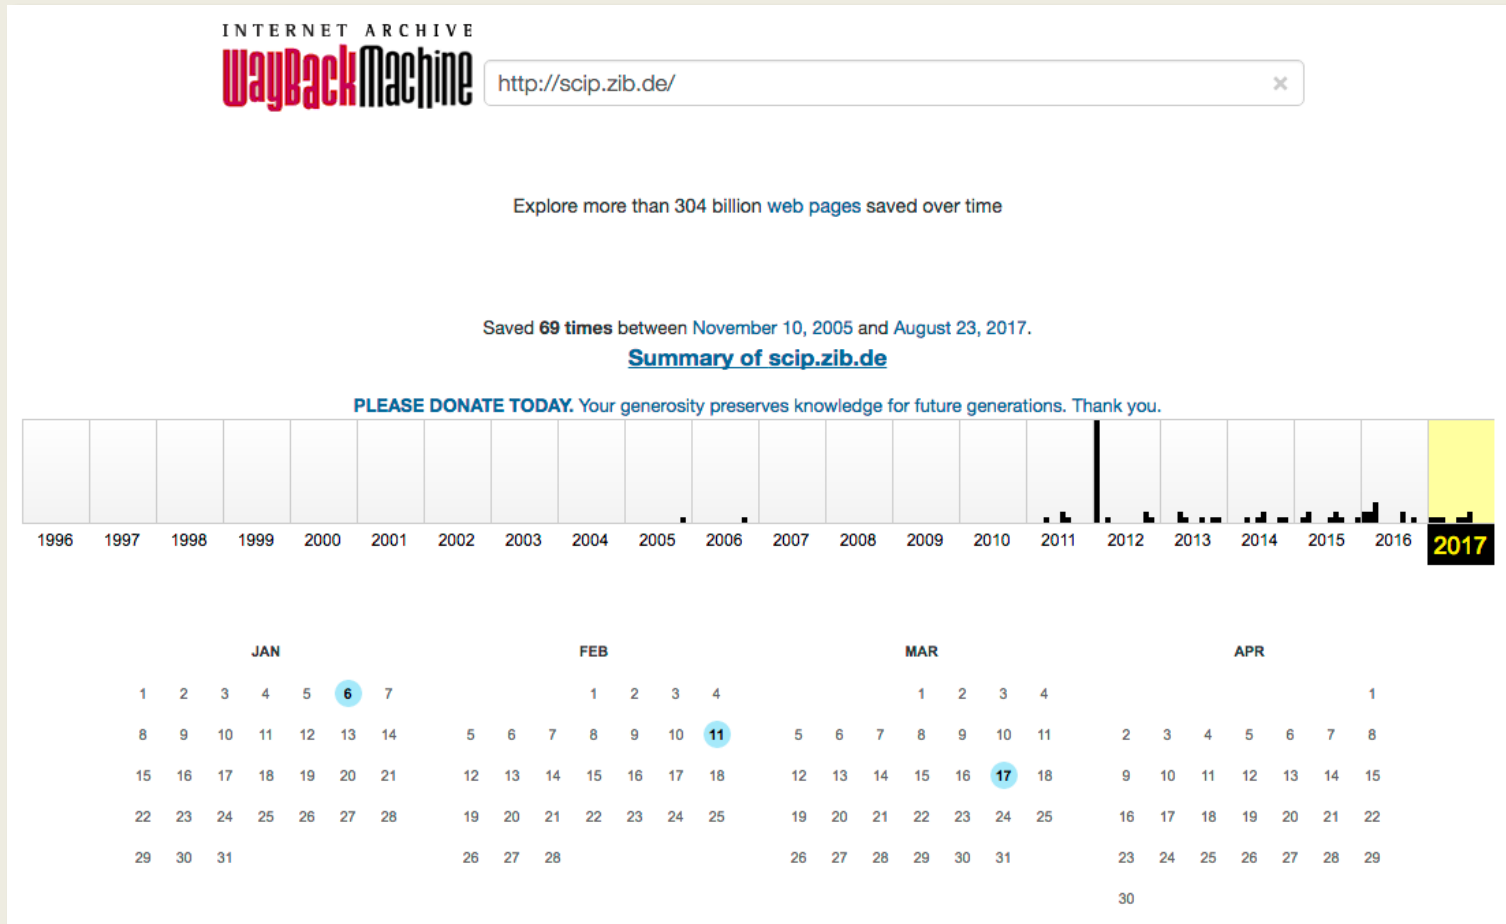 INTERNET ARCHIVE
WayBackMachine
http://scip.zib.de/ ×
Explore more than 304 billion web pages saved over time
Saved 69 times between November 10, 2005 and August 23, 2017.
Summary of scip.zib.de
PLEASE DONATE TODAY. Your generosity preserves knowledge for future generations. Thank you.
1996 1997 1998 1999 2000 2001 2002 2003 2004 2005 2006 2007 2008 2009 2010 2011 2012 2013 2014 2015 2016 2017
JAN FEB MAR APR
1 2 3 4 5 6 7 1 2 3 4 1 2 3 4 1
8 9 10 11 12 13 14 5 6 7 8 9 10 11 5 6 7 8 9 10 11 2 3 4 5 6 7 8
15 16 17 18 19 20 21 12 13 14 15 16 17 18 12 13 14 15 16 17 18 9 10 11 12 13 14 15
22 23 24 25 26 27 28 19 20 21 22 23 24 25 19 20 21 22 23 24 25 16 17 18 19 20 21 22
29 30 31 26 27 28 26 27 28 29 30 31 23 24 25 26 27 28 29
30